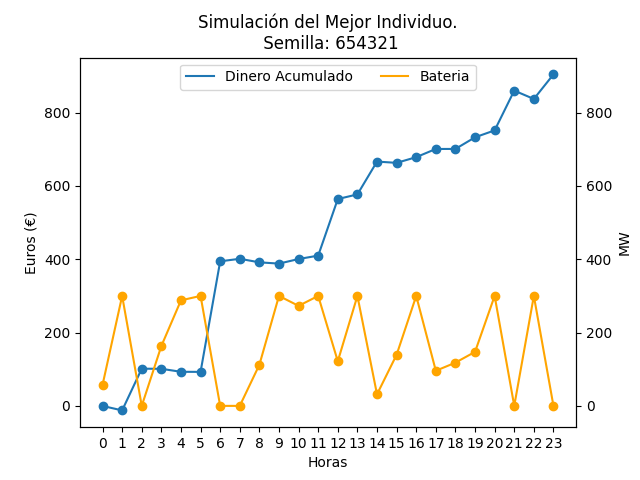 Simulación del Mejor Individuo.
Semilla: 654321
Dinero Acumulado
Bateria
800
600
400
200
0
Euros (€)
800
600
400
200
0
MW
0 1 2 3 4 5 6 7 8 9 10 11 12 13 14 15 16 17 18 19 20 21 22 23
Horas